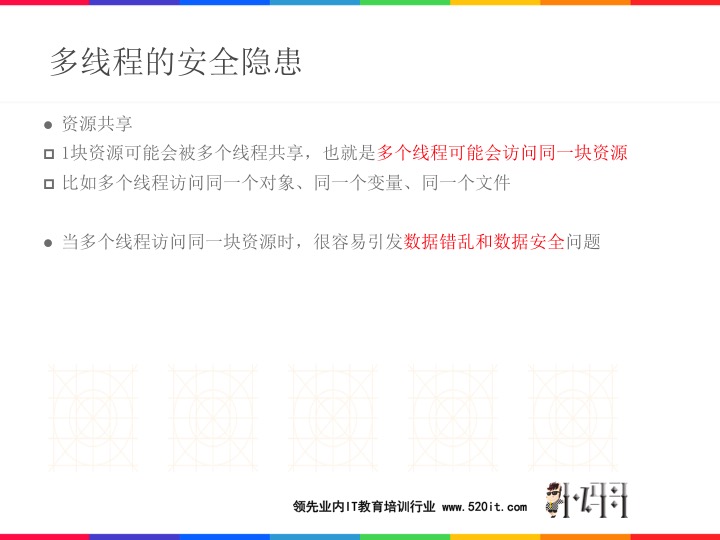 多线程的安全隐患
资源共享
1块资源可能会被多个线程共享，也就是多个线程可能会访问同一块资源
比如多个线程访问同一个对象、同一个变量、同一个文件
当多个线程访问同一块资源时，很容易引发数据错乱和数据安全问题
领先业内IT教育培训行业 www.520it.com
小码哥